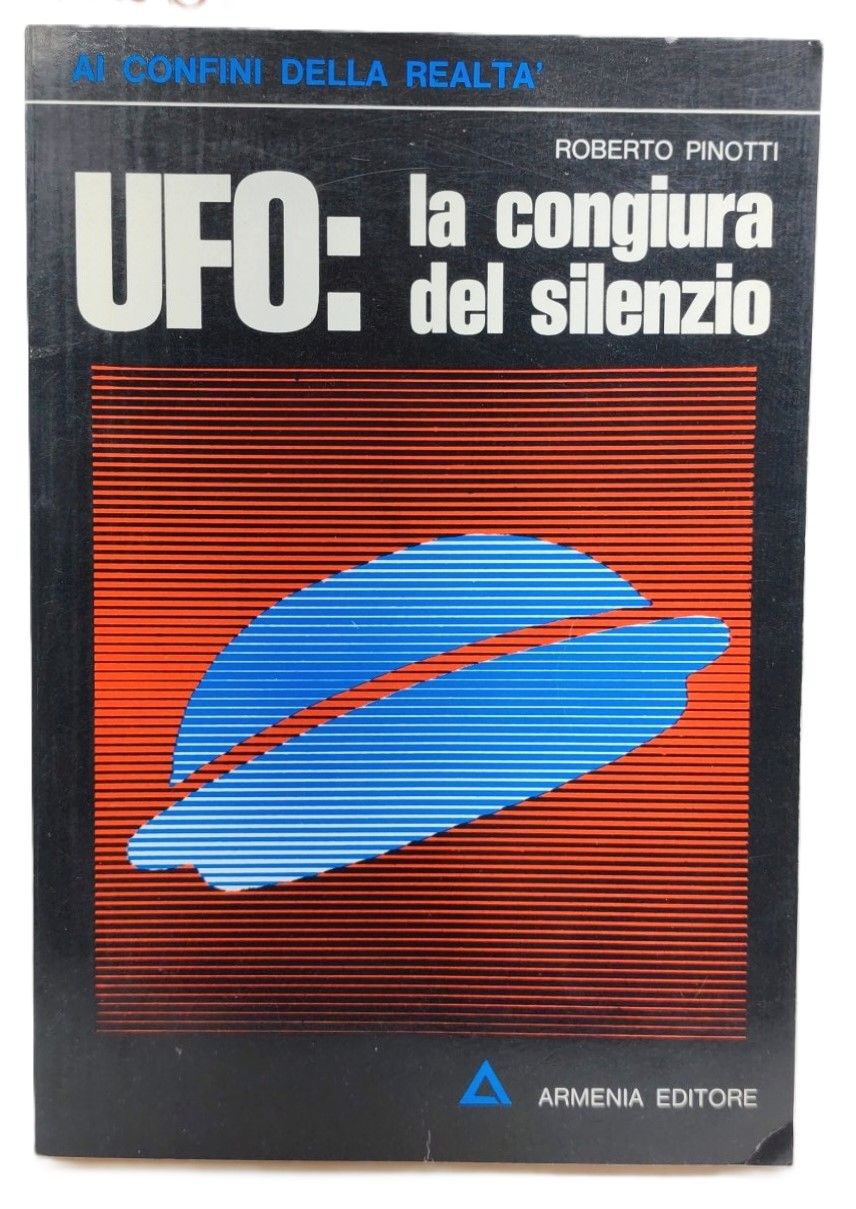 AI CONFINI DELLA REALTA'
ROBERTO PINOTTI
UFO: la congiura
del silenzio
ARMENIA EDITORE